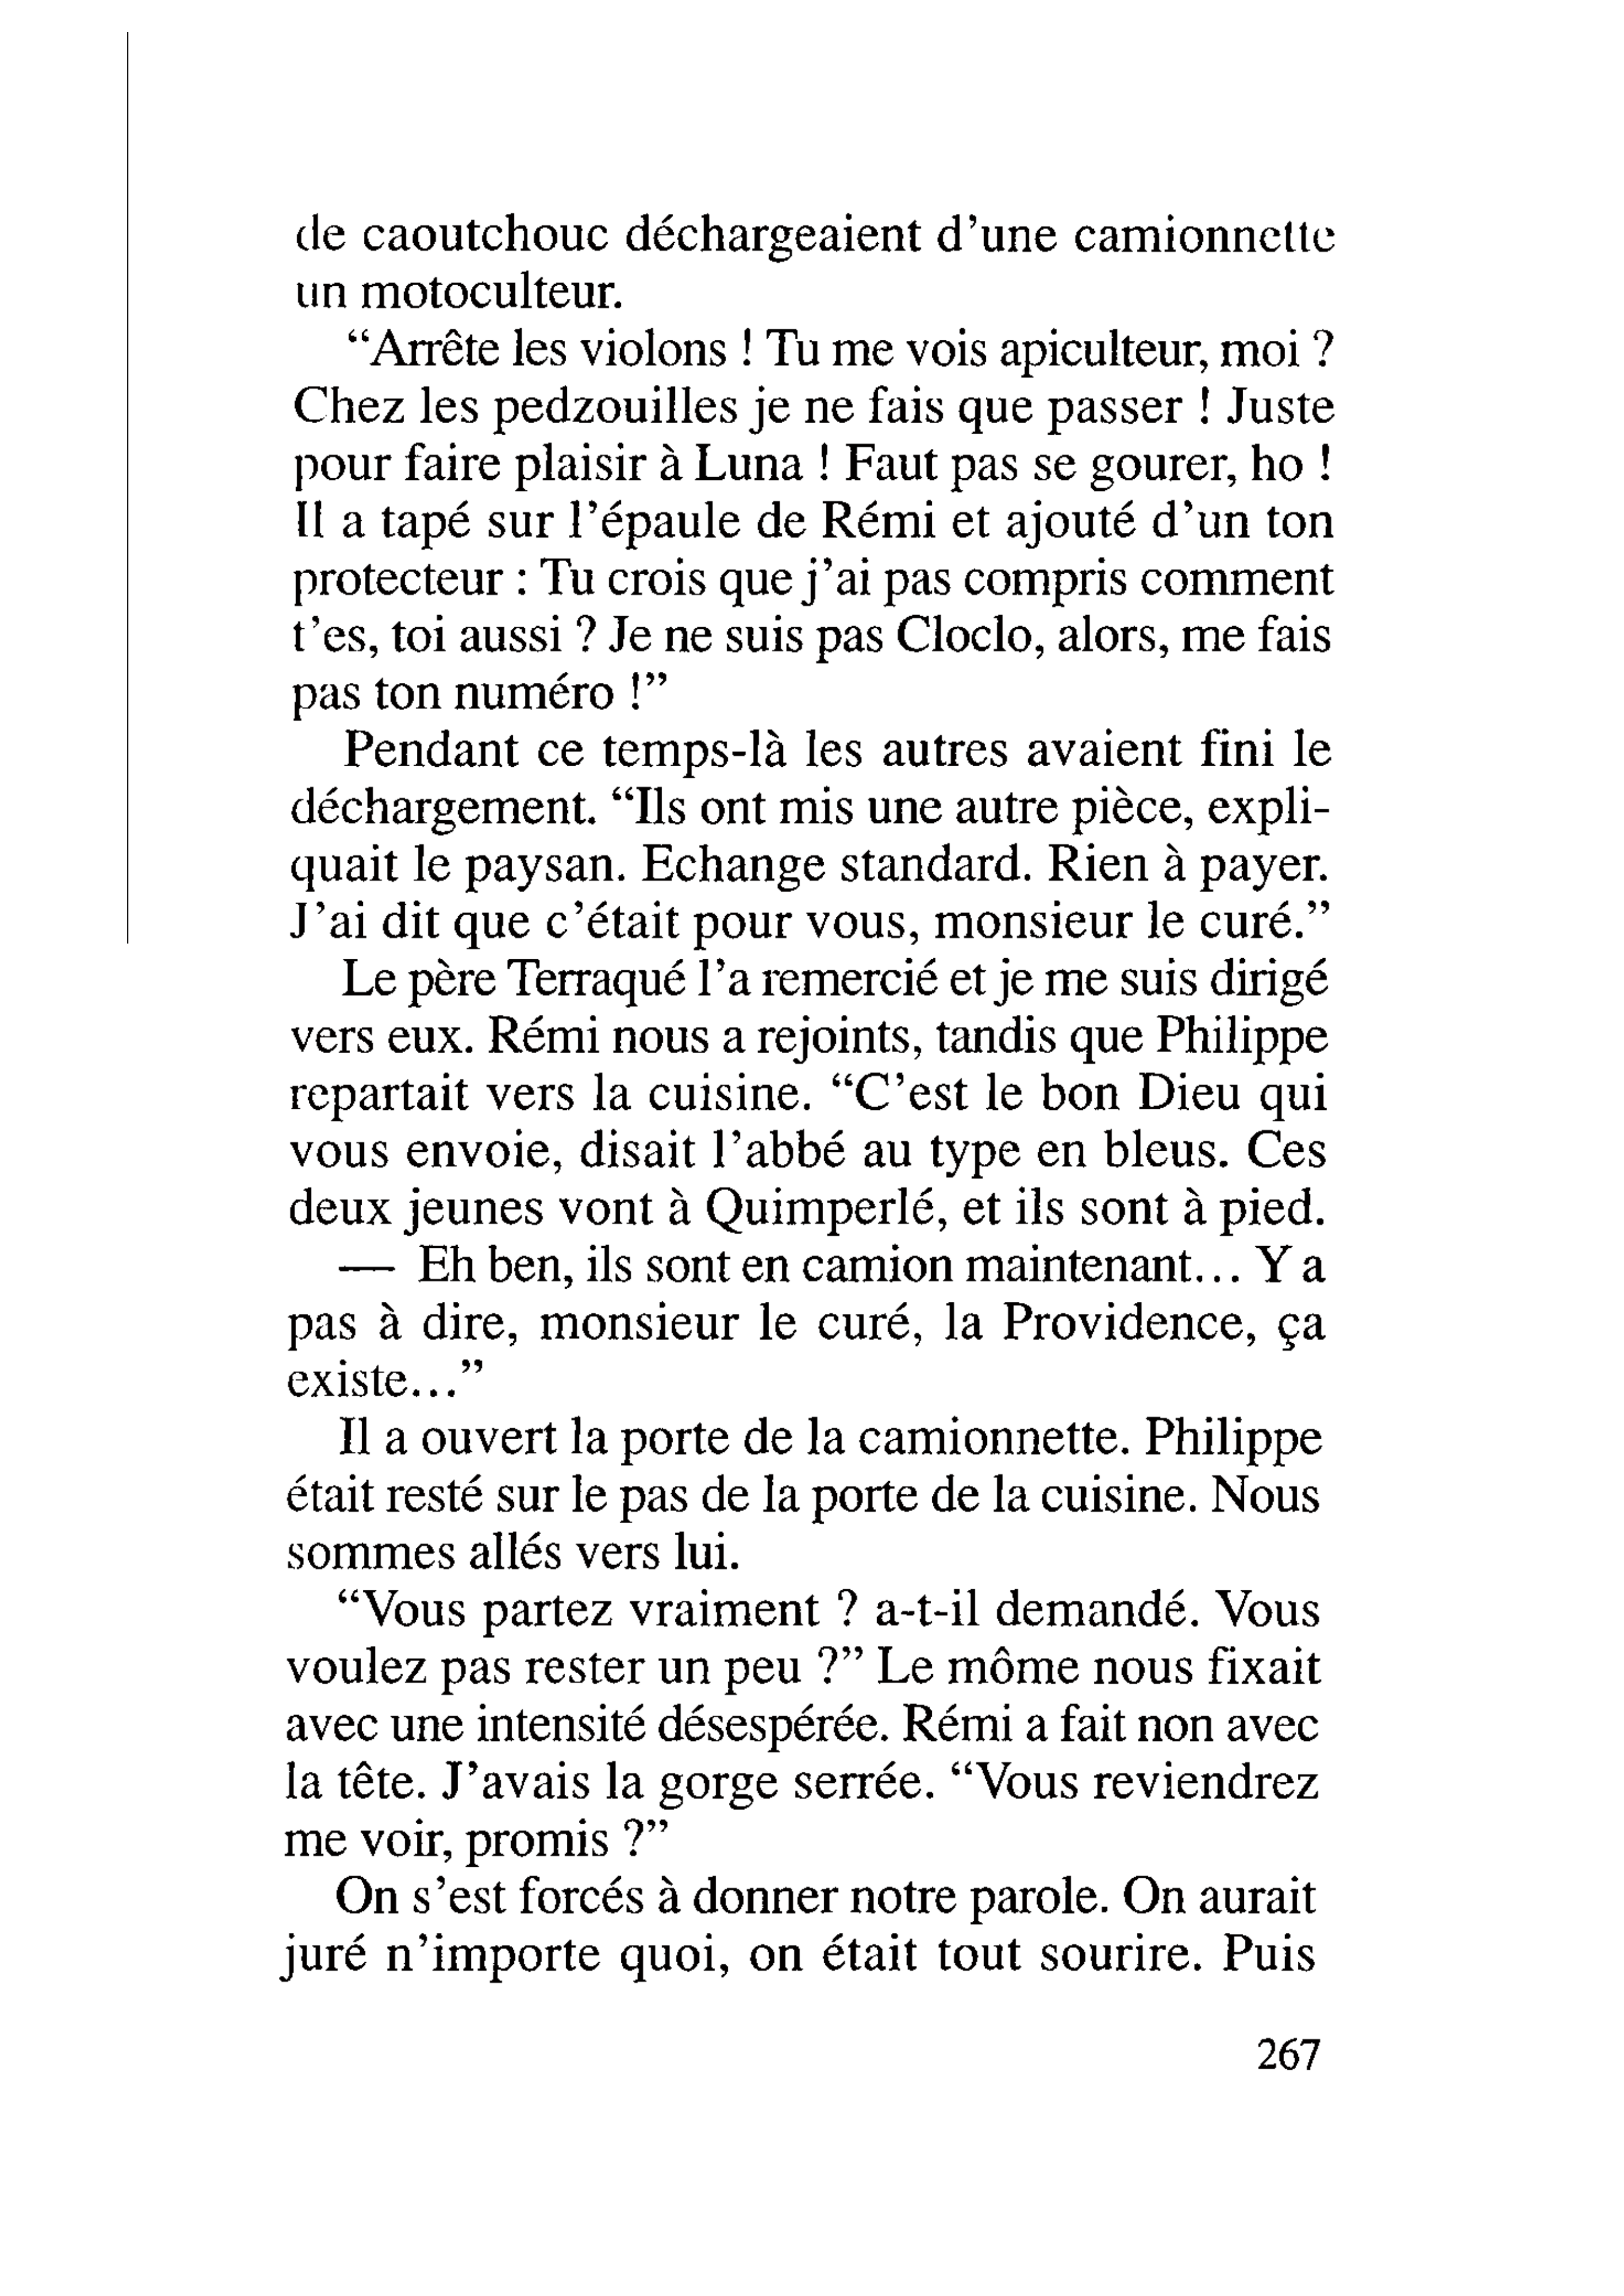 de caoutchouc déchargeaient d'une camionnette
un motoculteur.
“Arrête les violons ! Tu me vois apiculteur, moi ?
Chez les pedzouilles je ne fais que passer ! Juste
pour faire plaisir à Luna ! Faut pas se gourer, ho !
Il a tapé sur l'épaule de Rémi et ajouté d'un ton
protecteur : Tu crois que j'ai pas compris comment
t'es, toi aussi ? Je ne suis pas Cloclo, alors, me fais
pas ton numéro !”
Pendant ce temps-là les autres avaient fini le
déchargement. “Ils ont mis une autre pièce, expli-
quait le paysan. Echange standard. Rien à payer.
J'ai dit que c'était pour vous, monsieur le curé.”
Le père Terraqué l'a remercié et je me suis dirigé
vers eux. Rémi nous a rejoints, tandis que Philippe
repartait vers la cuisine. “C'est le bon Dieu qui
vous envoie, disait l'abbé au type en bleus. Ces
deux jeunes vont à Quimperlé, et ils sont à pied.
— Eh ben, ils sont en camion maintenant... Y a
pas à dire, monsieur le curé, la Providence, ça
existe...”
Il a ouvert la porte de la camionnette. Philippe
était resté sur le pas de la porte de la cuisine. Nous
sommes allés vers lui.
“Vous partez vraiment ? a-t-il demandé. Vous
voulez pas rester un peu ?” Le môme nous fixait
avec une intensité désespérée. Rémi a fait non avec
la tête. J'avais la gorge serrée. “Vous reviendrez
me voir, promis ?”
On s'est forcés à donner notre parole. On aurait
juré n'importe quoi, on était tout sourire. Puis
267